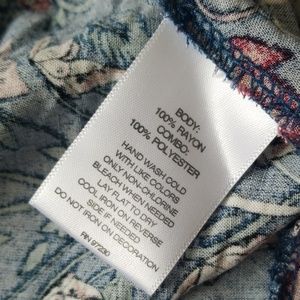 BODY:
100% RAYON
COMBO:
100% POLYESTER
HAND WASH COLD
WITH LIKE COLORS
ONLY NON-CHLORINE
BLEACH WHEN NEEDED
LAY FLAT TO DRY
COOL IRON ON REVERSE
SIDE IF NEEDED
DO NOT IRON ON DECORATION
RN 97230